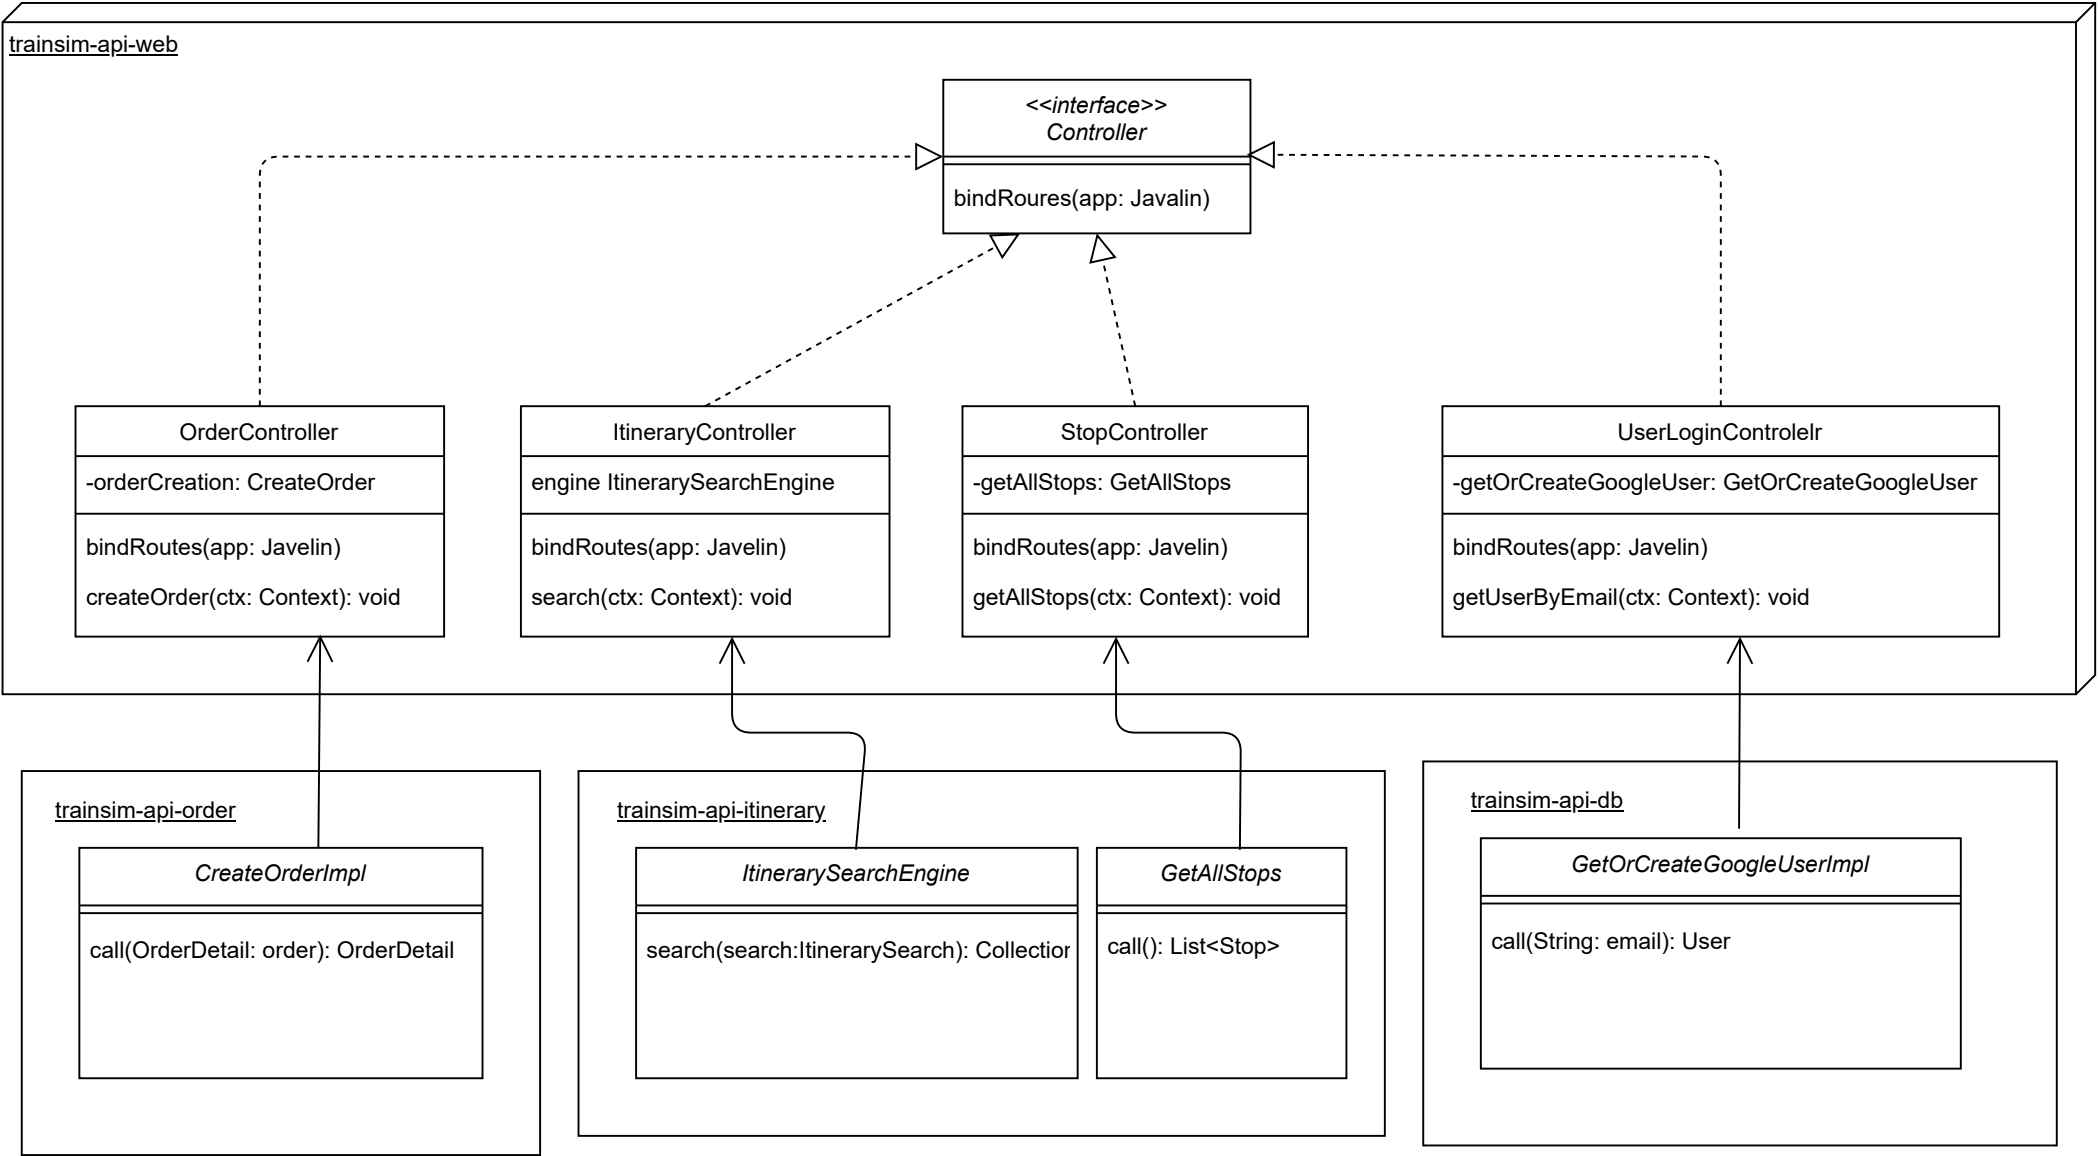 trainsim-api-web
<<interface>>
Controller
bindRoures(app: Javalin)
OrderController
-orderCreation: CreateOrder
bindRoutes(app: Javelin)
createOrder(ctx: Context): void
ItineraryController
engine ItinerarySearchEngine
bindRoutes(app: Javelin)
search(ctx: Context): void
StopController
-getAllStops: GetAllStops
bindRoutes(app: Javelin)
getAllStops(ctx: Context): void
UserLoginControlelr
-getOrCreateGoogleUser: GetOrCreateGoogleUser
bindRoutes(app: Javelin)
getUserByEmail(ctx: Context): void
trainsim-api-order
CreateOrderImpl
call(OrderDetail: order): OrderDetail
trainsim-api-itinerary
ItinerarySearchEngine
search(search:ItinerarySearch): Collection
GetAllStops
call(): List<Stop>
trainsim-api-db
GetOrCreateGoogleUserImpl
call(String: email): User